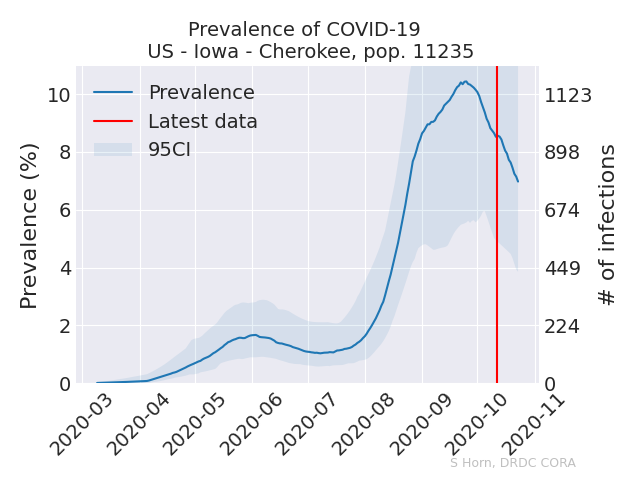 Prevalence of COVID-19
US - Iowa - Cherokee, pop. 11235
Prevalence
Latest data
95CI
Prevalence (%)
10
8
6
4
2
0
1123
898
674
449
224
0
# of infections
2020-03
2020-04
2020-05
2020-06
2020-07
2020-08
2020-09
2020-10
2020-11
S Horn, DRDC CORA